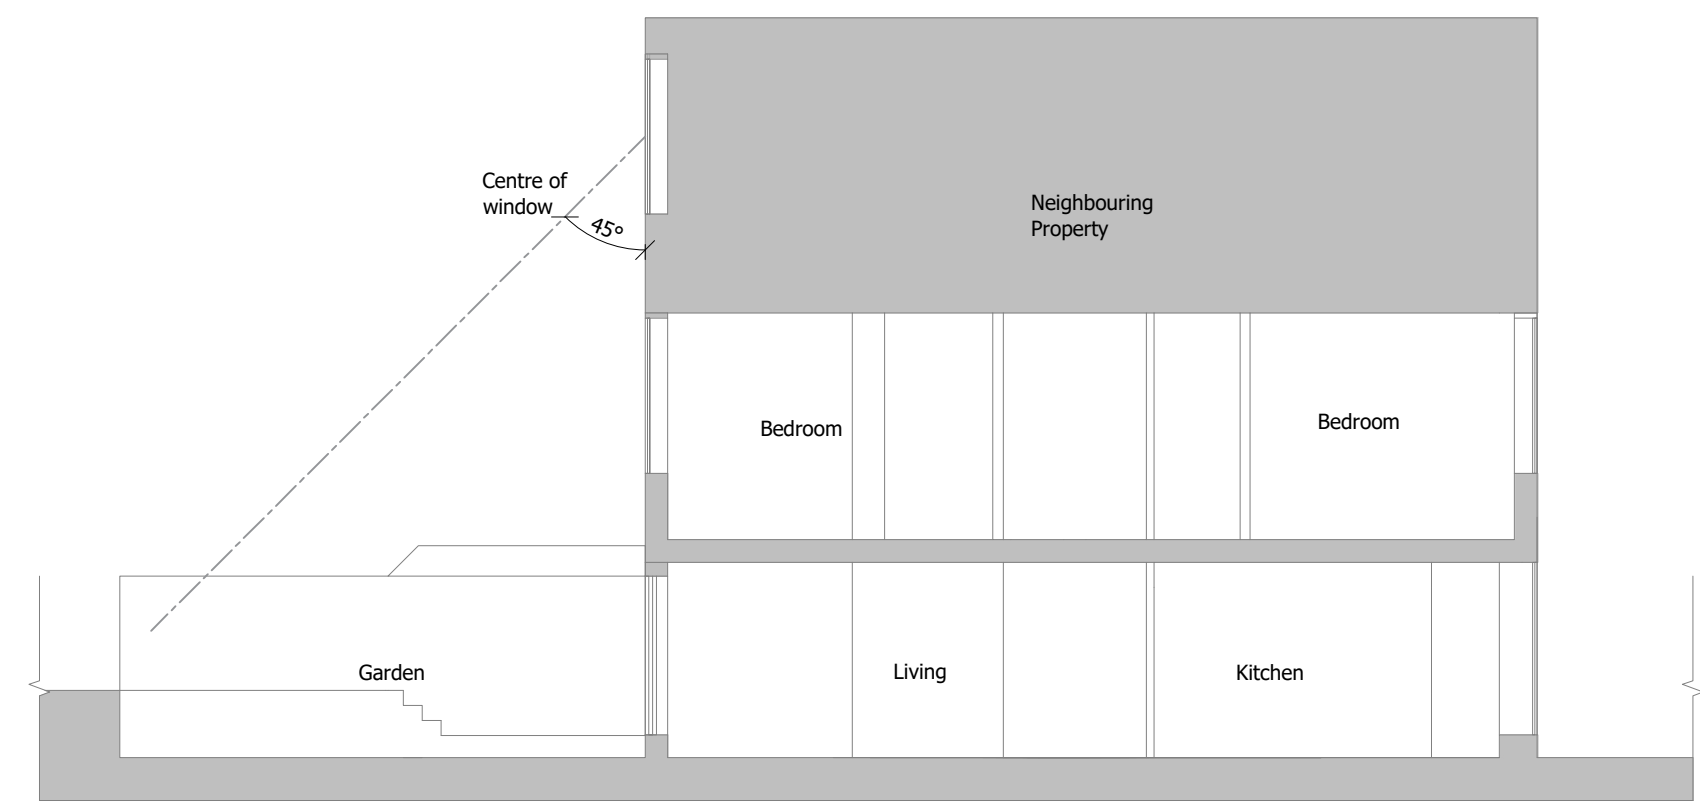 Centre of
window
45°
Neighbouring
Property
Bedroom
Bedroom
Garden
Living
Kitchen